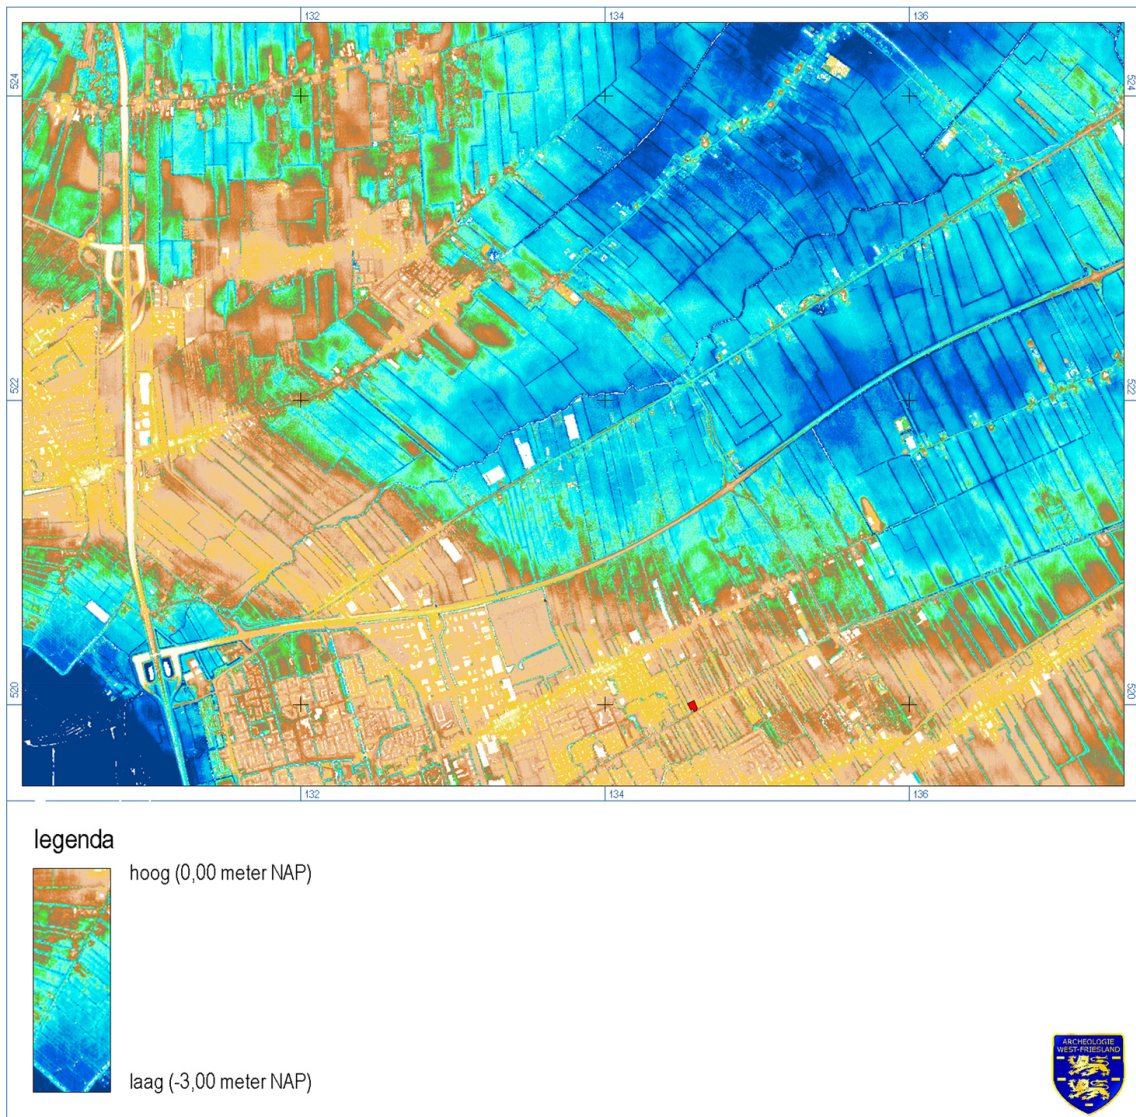 132 134 136
524 524
522 522
520 520
132 134 136
legenda
hoog (0,00 meter NAP)
laag (-3,00 meter NAP)
ARCHEOLOGIE
WEST-FRIESLAND